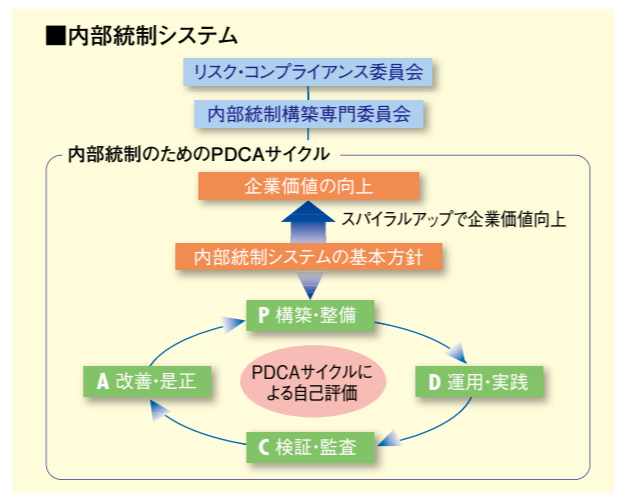 ■内部統制システム
リスク・コンプライアンス委員会
内部統制構築専門委員会
内部統制のためのPDCAサイクル
企業価値の向上
スパイラルアップで企業価値向上
内部統制システムの基本方針
P 構築・整備
A 改善・是正
PDCAサイクルに
よる自己評価
D 運用・実践
C 検証・監査